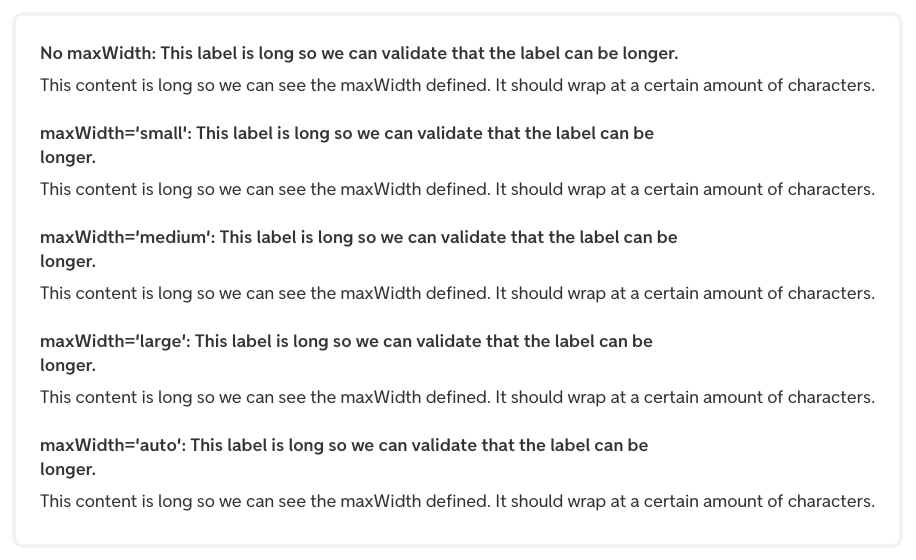 No maxWidth: This label is long so we can validate that the label can be longer.
This content is long so we can see the maxWidth defined. It should wrap at a certain amount of characters.
maxWidth='small': This label is long so we can validate that the label can be
longer.
This content is long so we can see the maxWidth defined. It should wrap at a certain amount of characters.
maxWidth='medium': This label is long so we can validate that the label can be
longer.
This content is long so we can see the maxWidth defined. It should wrap at a certain amount of characters.
maxWidth='large': This label is long so we can validate that the label can be
longer.
This content is long so we can see the maxWidth defined. It should wrap at a certain amount of characters.
maxWidth='auto': This label is long so we can validate that the label can be
longer.
This content is long so we can see the maxWidth defined. It should wrap at a certain amount of characters.